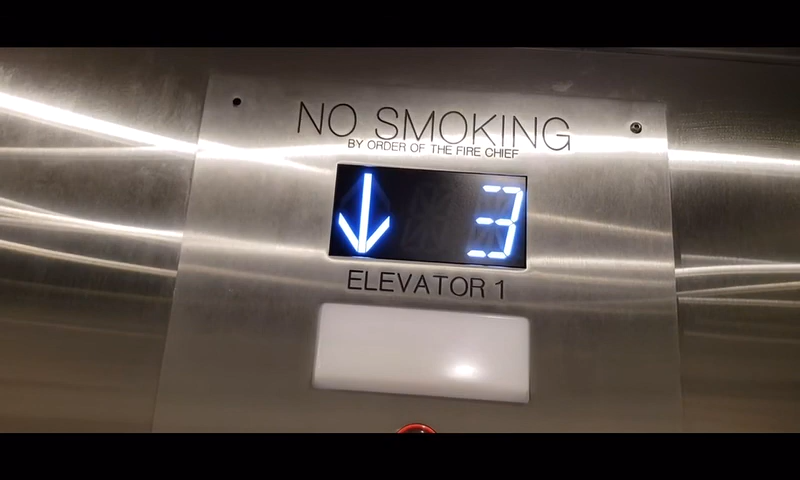 NO SMOKING
BY ORDER OF THE FIRE CHIEF
↓ 3
ELEVATOR 1